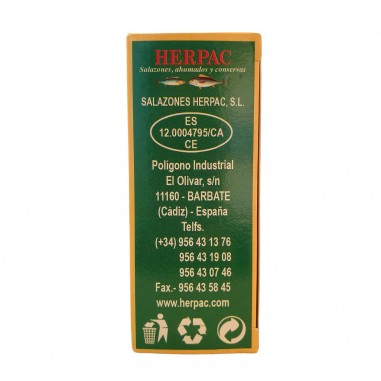 HERPAC
Salazones, ahumados y conservas
SALAZONES HERPAC, S.L.
ES
12.0004795/CA
CE
Poligono Industrial
El Olivar, s/n
11160 - BARBATE
(Cádiz) - España
Telfs.
(+34) 956 43 13 76
956 43 19 08
956 43 07 46
Fax.- 956 43 58 45
www.herpac.com